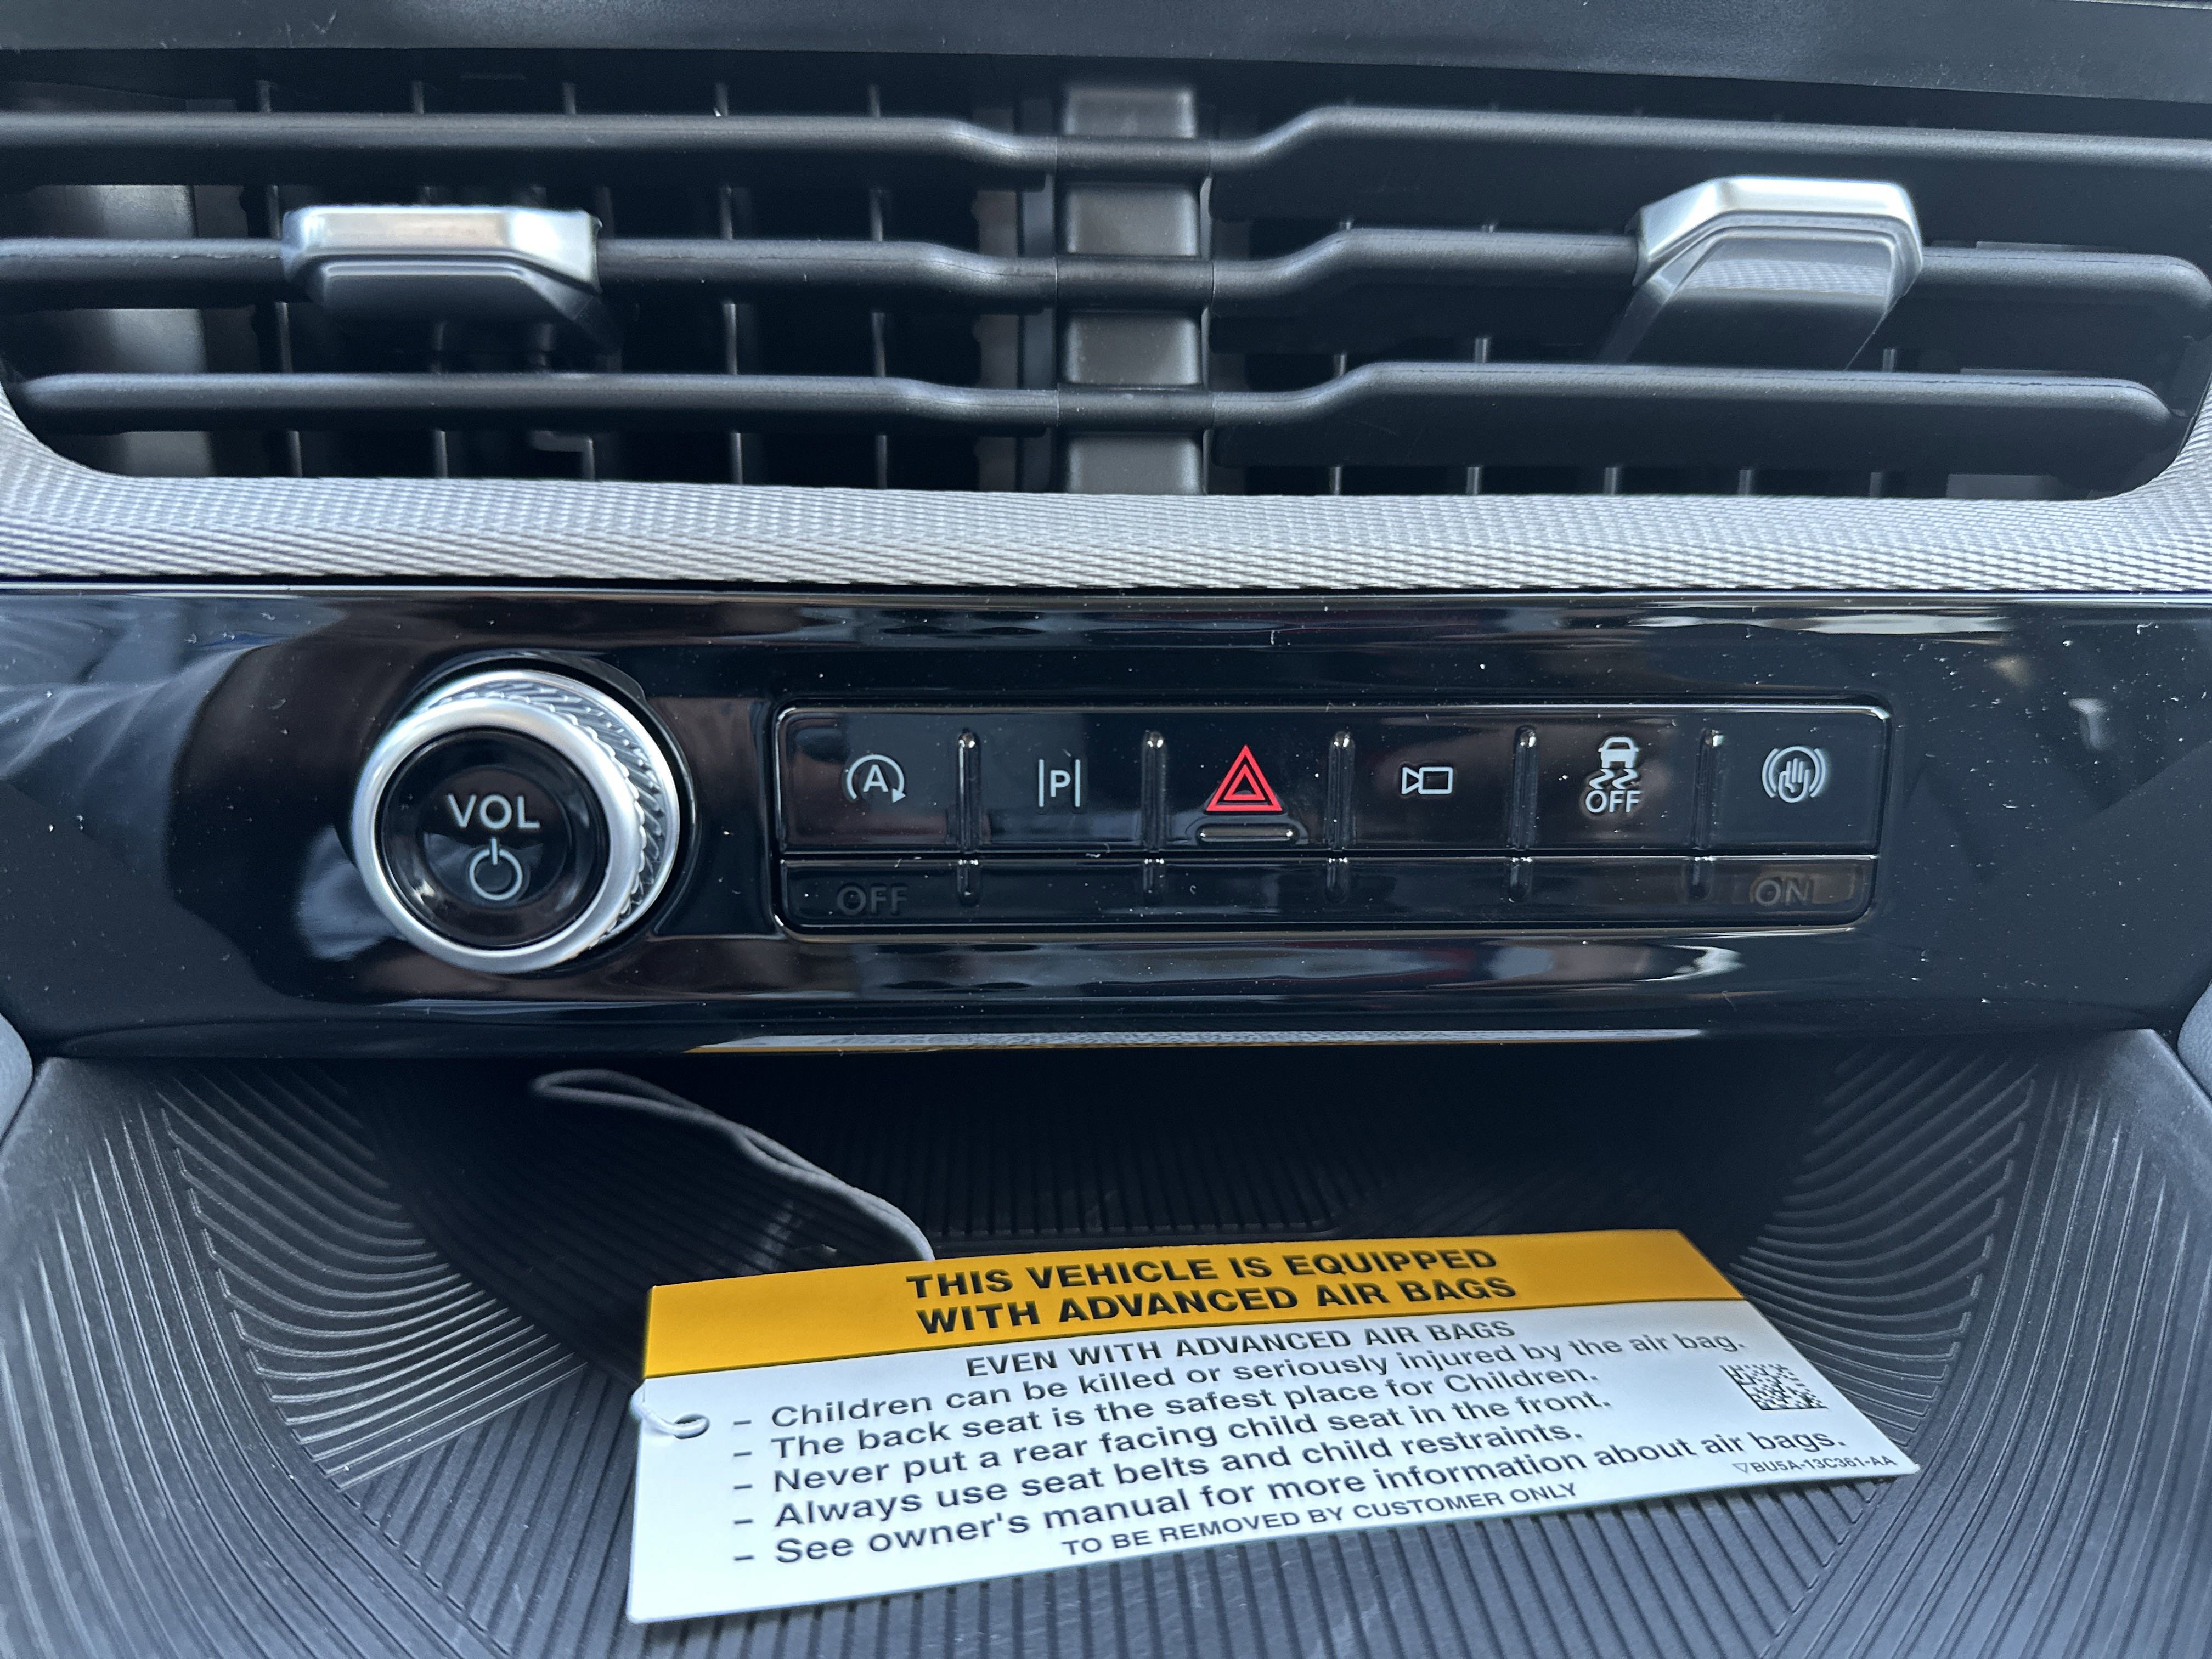 VOL
A
P
OFF
OFF
ON
THIS VEHICLE IS EQUIPPED
WITH ADVANCED AIR BAGS
EVEN WITH ADVANCED AIR BAGS
- Children can be killed or seriously injured by the air bag.
- The back seat is the safest place for Children.
- Never put a rear facing child seat in the front.
- Always use seat belts and child restraints.
- See owner's manual for more information about air bags.
BU5A-13C361-AA
TO BE REMOVED BY CUSTOMER ONLY